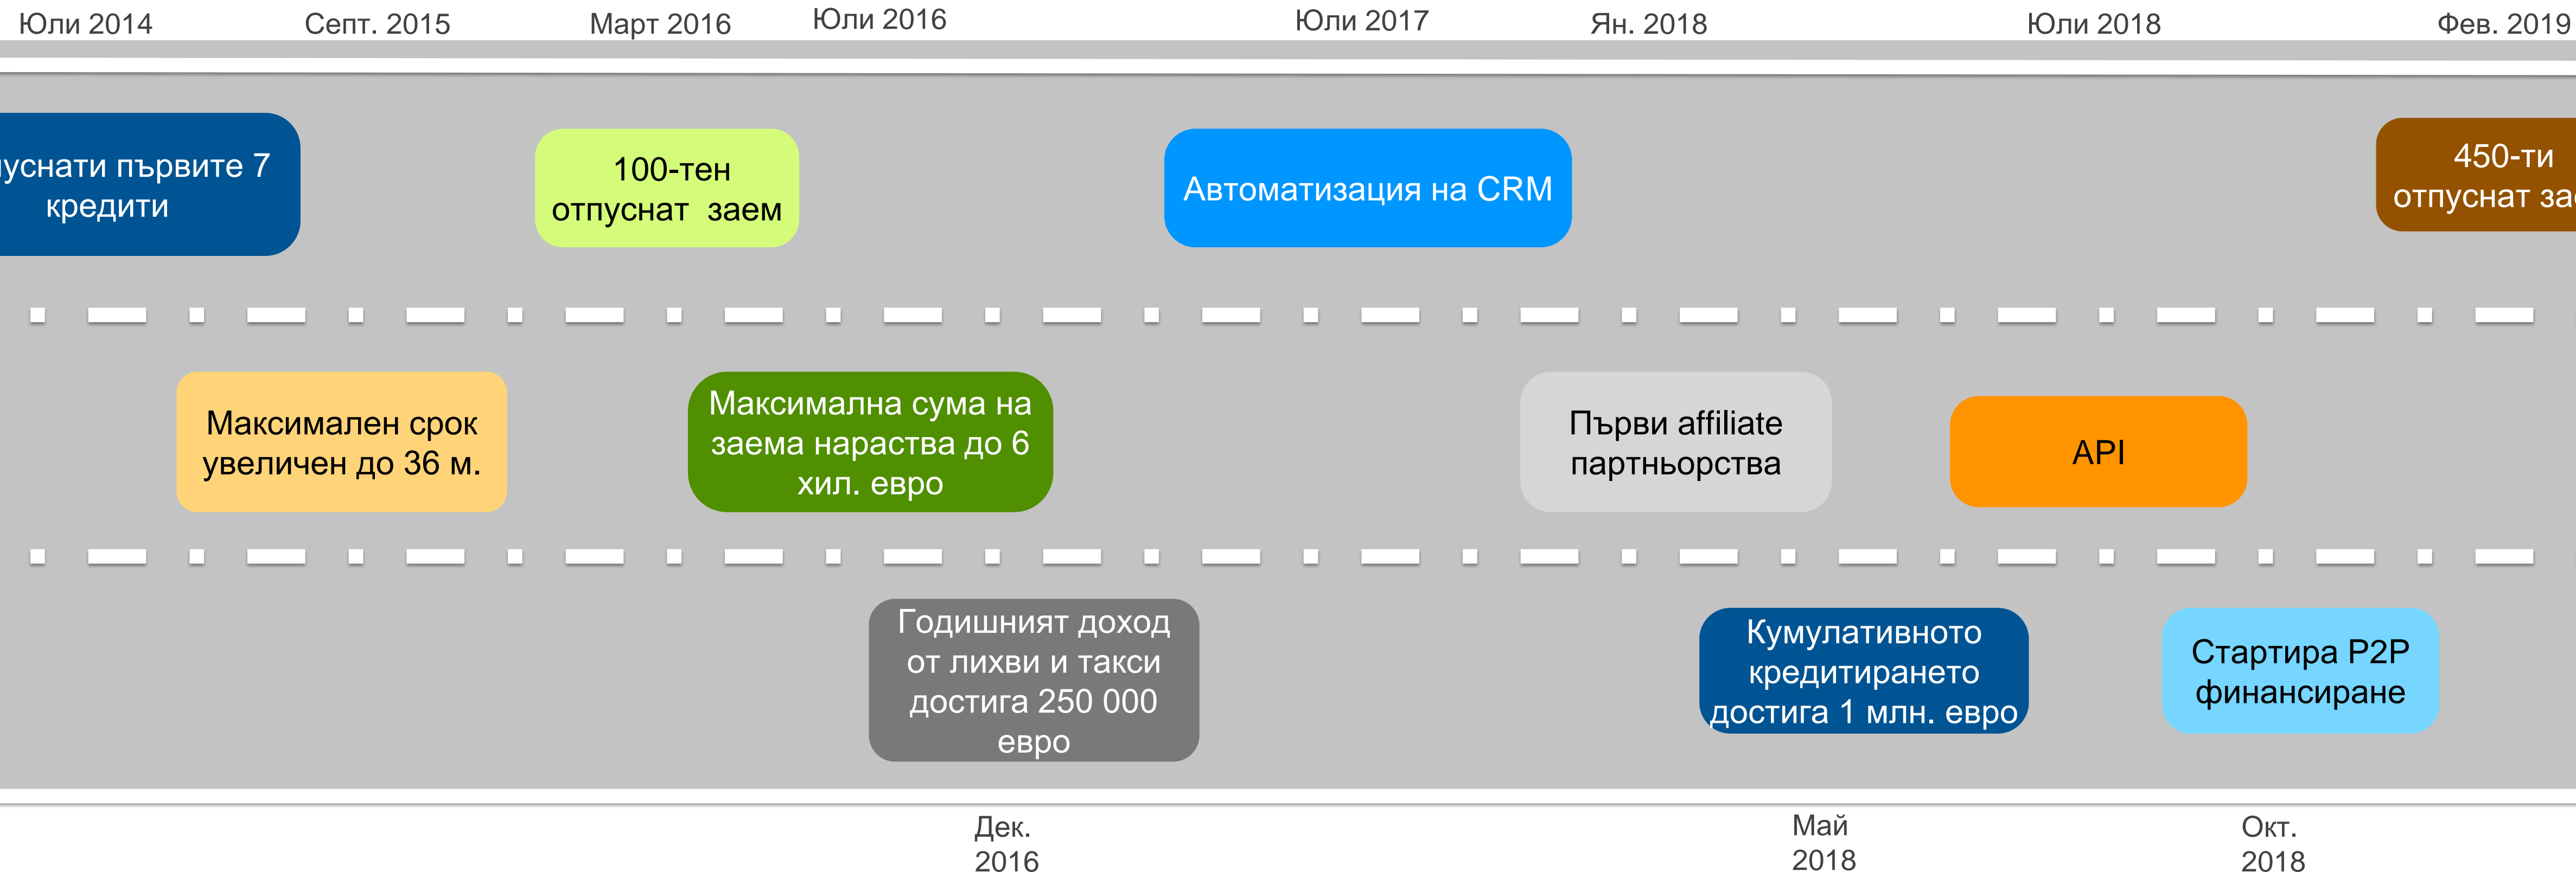 Юли 2014
Септ. 2015
Март 2016
Юли 2016
Юли 2017
Ян. 2018
Юли 2018
Фев. 2019
първите 7
кредити
100-тен
отпуснат заем
Автоматизация на CRM
450-ти
отпуснат
Максимален срок
увеличен до 36 м.
Максимална сума на
заема нараства до 6
хил. евро
Първи affiliate
партньорства
API
Годишният доход
от лихви и такси
достига 250 000
евро
Кумулативното
кредитирането
достига 1 млн. евро
Стартира P2P
финансиране
Дек.
2016
Май
2018
Окт.
2018